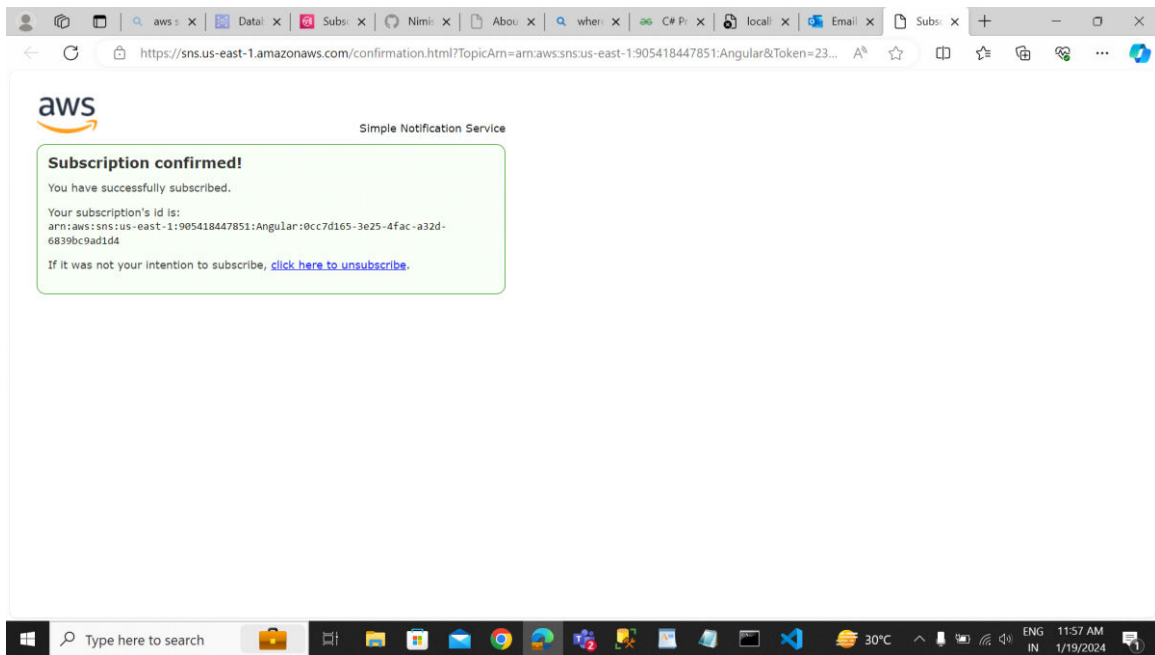 aws s
Datal
Subsc
Nimis
Abou
where
C# Pr
locall
Email
Subsc
https://sns.us-east-1.amazonaws.com/confirmation.html?TopicArn=arn:aws:sns:us-east-1:905418447851:Angular&Token=23...
aws
Simple Notification Service
Subscription confirmed!
You have successfully subscribed.
Your subscription's id is:
arn:aws:sns:us-east-1:905418447851:Angular:0cc7d165-3e25-4fac-a32d-
6839bc9ad1d4
If it was not your intention to subscribe, click here to unsubscribe.
Type here to search
30°C
ENG
IN
11:57 AM
1/19/2024